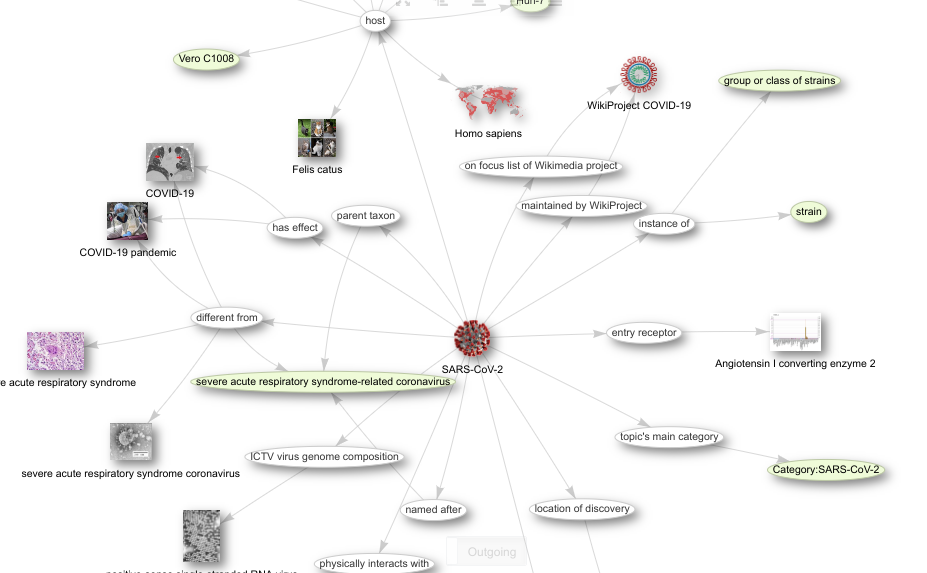 Huh-7
host
Vero C1008
group or class of strains
WikiProject COVID-19
Homo sapiens
Felis catus
on focus list of Wikimedia project
COVID-19
maintained by WikiProject
strain
parent taxon
instance of
has effect
COVID-19 pandemic
different from
entry receptor
Angiotensin I converting enzyme 2
SARS-CoV-2
acute respiratory syndrome
severe acute respiratory syndrome-related coronavirus
topic's main category
ICTV virus genome composition
Category:SARS-CoV-2
severe acute respiratory syndrome coronavirus
named after
location of discovery
Outgoing
physically interacts with